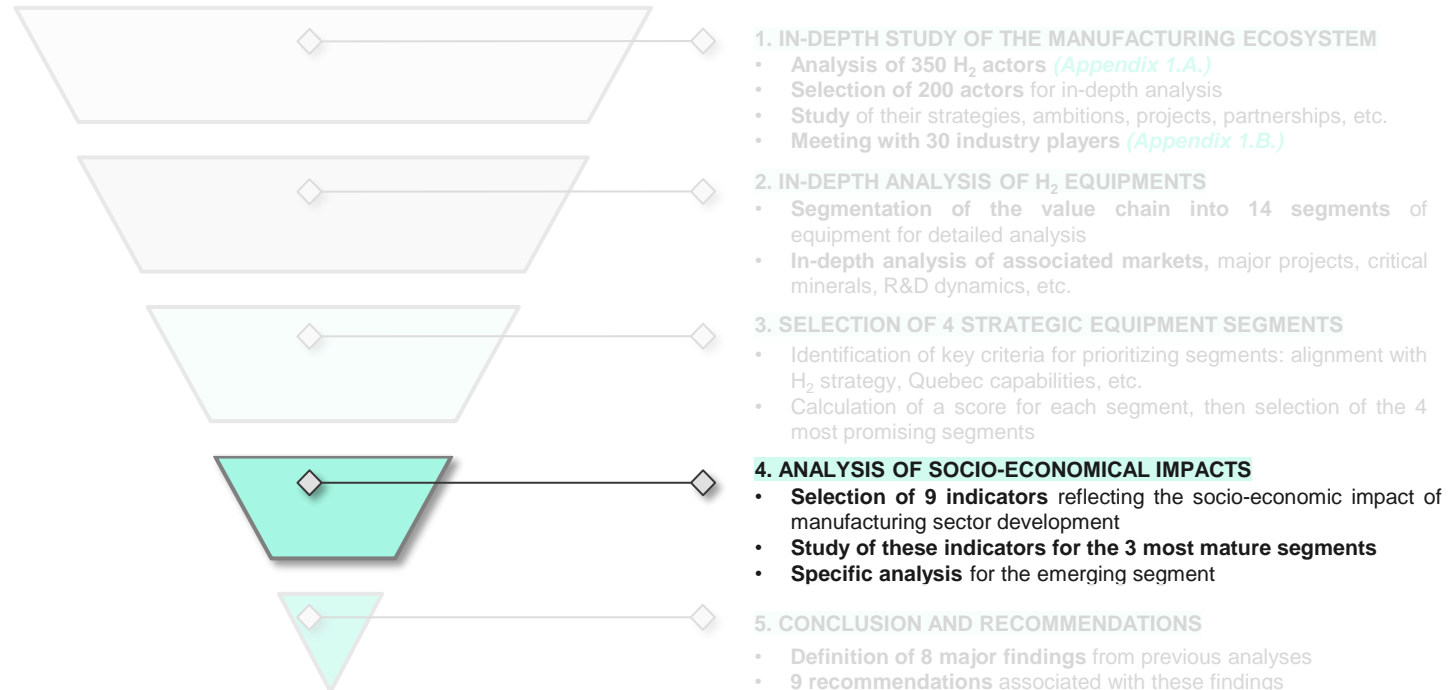 1. IN-DEPTH STUDY OF THE MANUFACTURING ECOSYSTEM
• Analysis of 350 H₂ actors (Appendix 1.A.)
• Selection of 200 actors for in-depth analysis
• Study of their strategies, ambitions, projects, partnerships, etc.
• Meeting with 30 industry players (Appendix 1.B.)
2. IN-DEPTH ANALYSIS OF H₂ EQUIPMENTS
• Segmentation of the value chain into 14 segments of
equipment for detailed analysis
• In-depth analysis of associated markets, major projects, critical
minerals, R&D dynamics, etc.
3. SELECTION OF 4 STRATEGIC EQUIPMENT SEGMENTS
• Identification of key criteria for prioritizing segments: alignment with
H₂ strategy, Quebec capabilities, etc.
• Calculation of a score for each segment, then selection of the 4
most promising segments
4. ANALYSIS OF SOCIO-ECONOMICAL IMPACTS
• Selection of 9 indicators reflecting the socio-economic impact of
manufacturing sector development
• Study of these indicators for the 3 most mature segments
• Specific analysis for the emerging segment
5. CONCLUSION AND RECOMMENDATIONS
• Definition of 8 major findings from previous analyses
• 9 recommendations associated with these findings